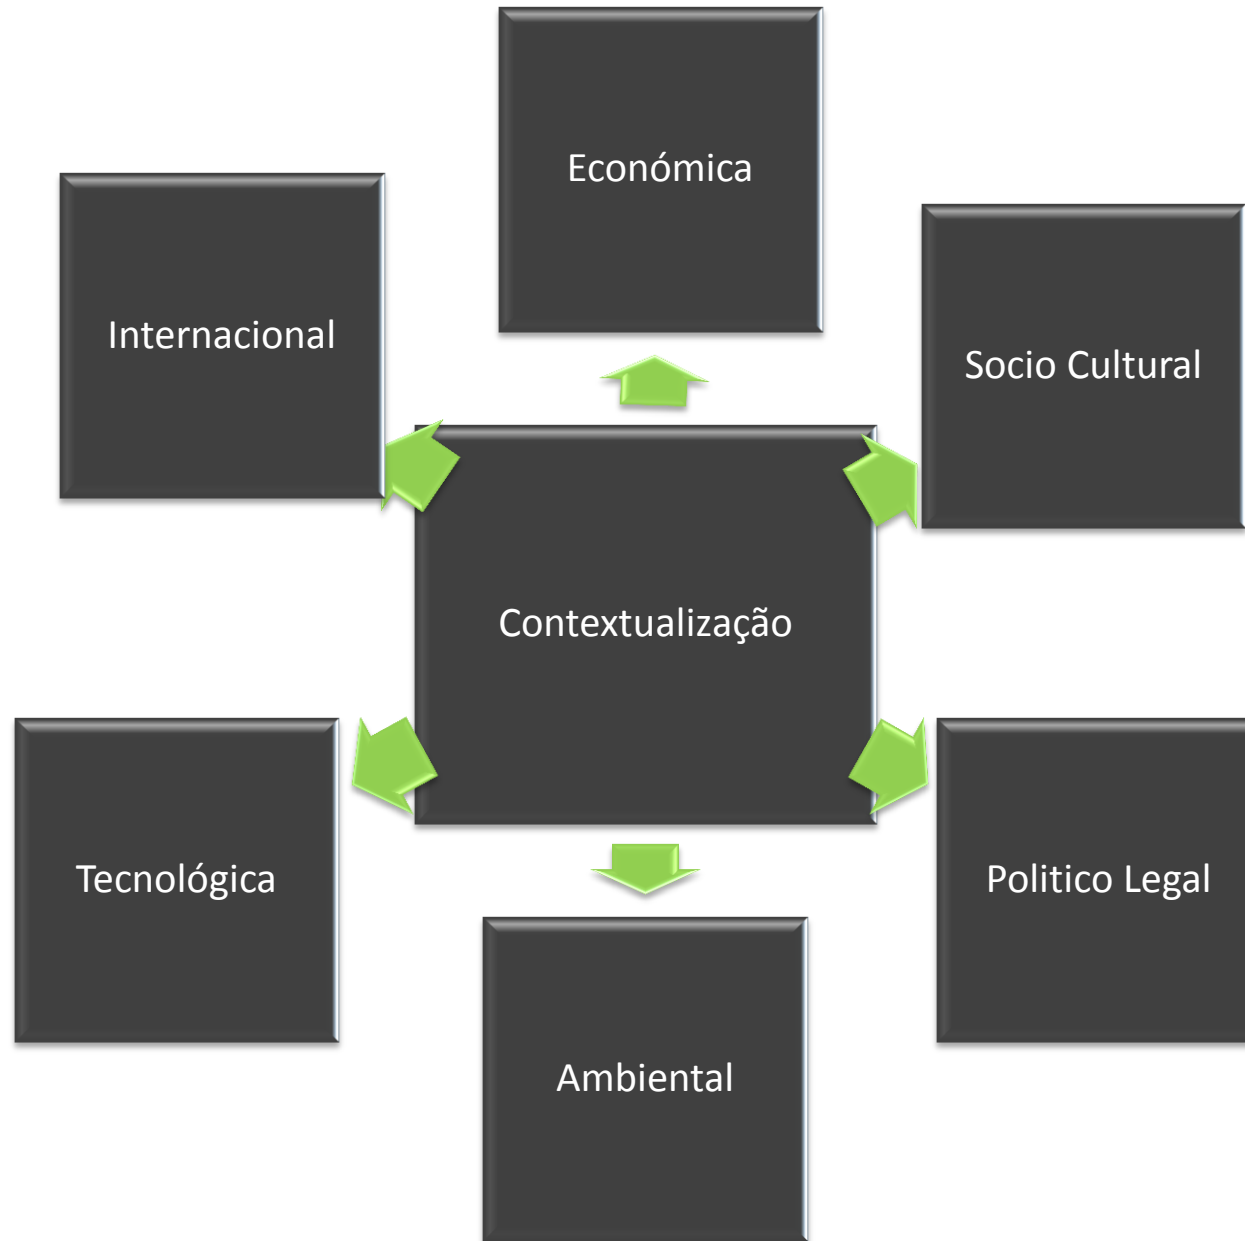 Económica
Internacional
Socio Cultural
Contextualização
Tecnológica
Politico Legal
Ambiental